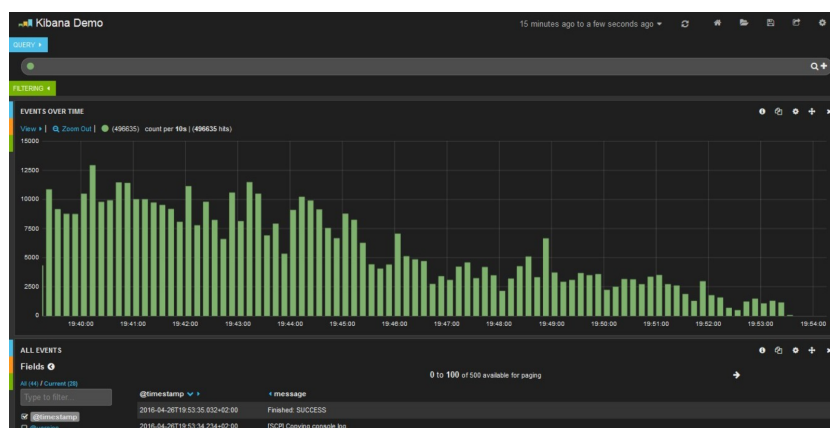 Kibana Demo
15 minutes ago to a few seconds ago
QUERY
FILTERING
EVENTS OVER TIME
View | Zoom Out | (496635) count per 10s | (496635 hits)
15000
12500
10000
7500
5000
2500
0
19:40:00 19:41:00 19:42:00 19:43:00 19:44:00 19:45:00 19:46:00 19:47:00 19:48:00 19:49:00 19:50:00 19:51:00 19:52:00 19:53:00 19:54:00
ALL EVENTS
Fields
0 to 100 of 500 available for paging
All (44) / Current (28)
Type to filter...
@timestamp message
2016-04-26T19:53:35.032+02:00 Finished: SUCCESS
@timestamp
2016-04-26T19:53:34.234+02:00 [SCP] Copying console log